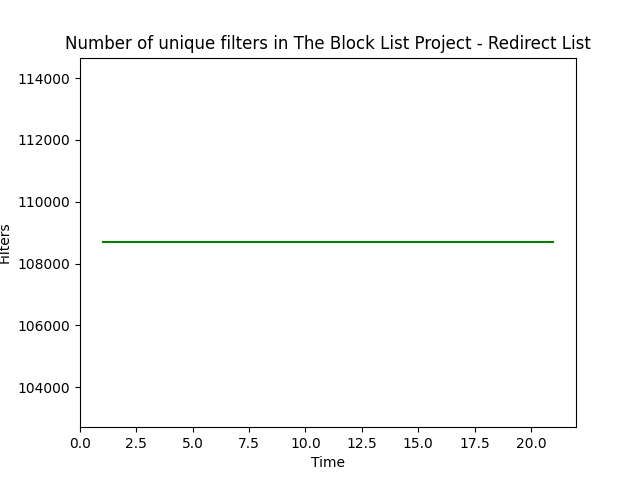 Number of unique filters in The Block List Project - Redirect List
114000
112000
110000
108000
106000
104000
Filters
0.0 2.5 5.0 7.5 10.0 12.5 15.0 17.5 20.0
Time